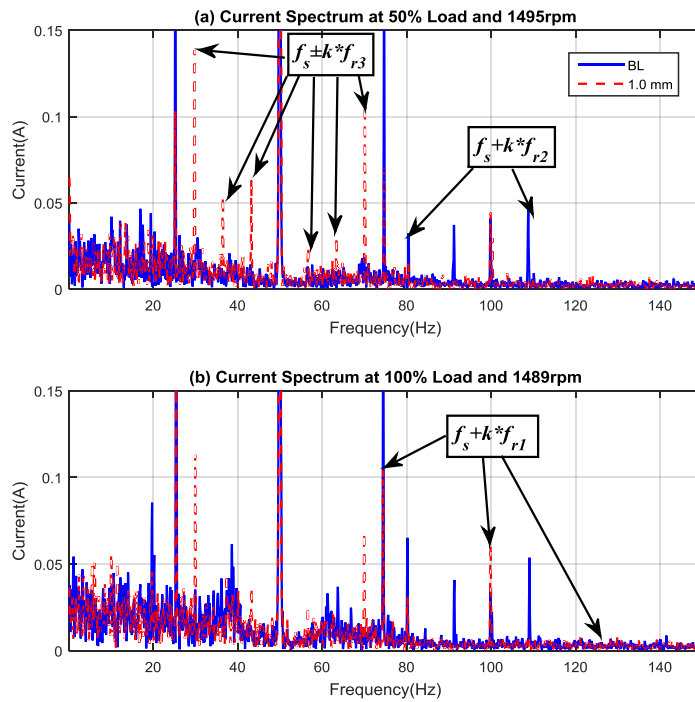 (a) Current Spectrum at 50% Load and 1495rpm
0.15
0.1
0.05
0
Current(A)
f_s±k*f_r3
BL
1.0 mm
f_s+k*f_r2
20 40 60 80 100 120 140
Frequency(Hz)
(b) Current Spectrum at 100% Load and 1489rpm
0.15
0.1
0.05
0
Current(A)
f_s+k*f_r1
20 40 60 80 100 120 140
Frequency(Hz)